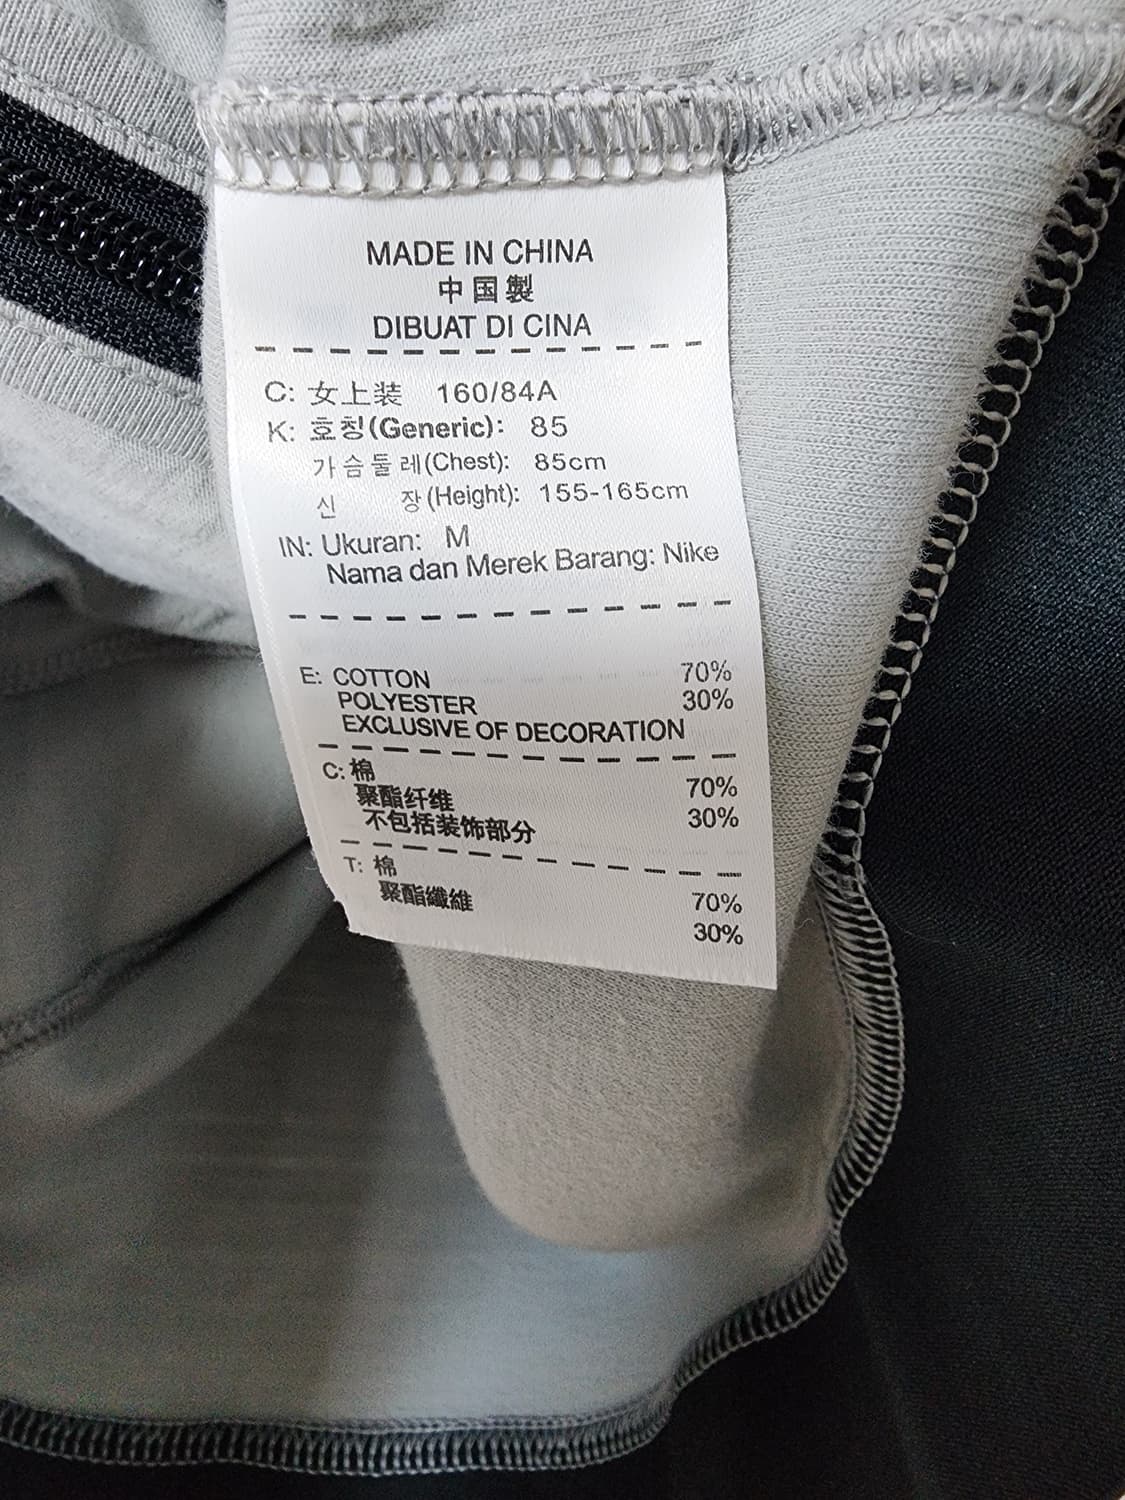 MADE IN CHINA
中国製
DIBUAT DI CINA
C: 女上装 160/84A
K: 호칭(Generic): 85
가슴둘레(Chest): 85cm
신 장(Height): 155-165cm
IN: Ukuran: M
Nama dan Merek Barang: Nike
E: COTTON 70%
POLYESTER 30%
EXCLUSIVE OF DECORATION
C: 棉 70%
聚酯纤维 30%
不包括装饰部分
T: 棉 70%
聚酯纖維 30%